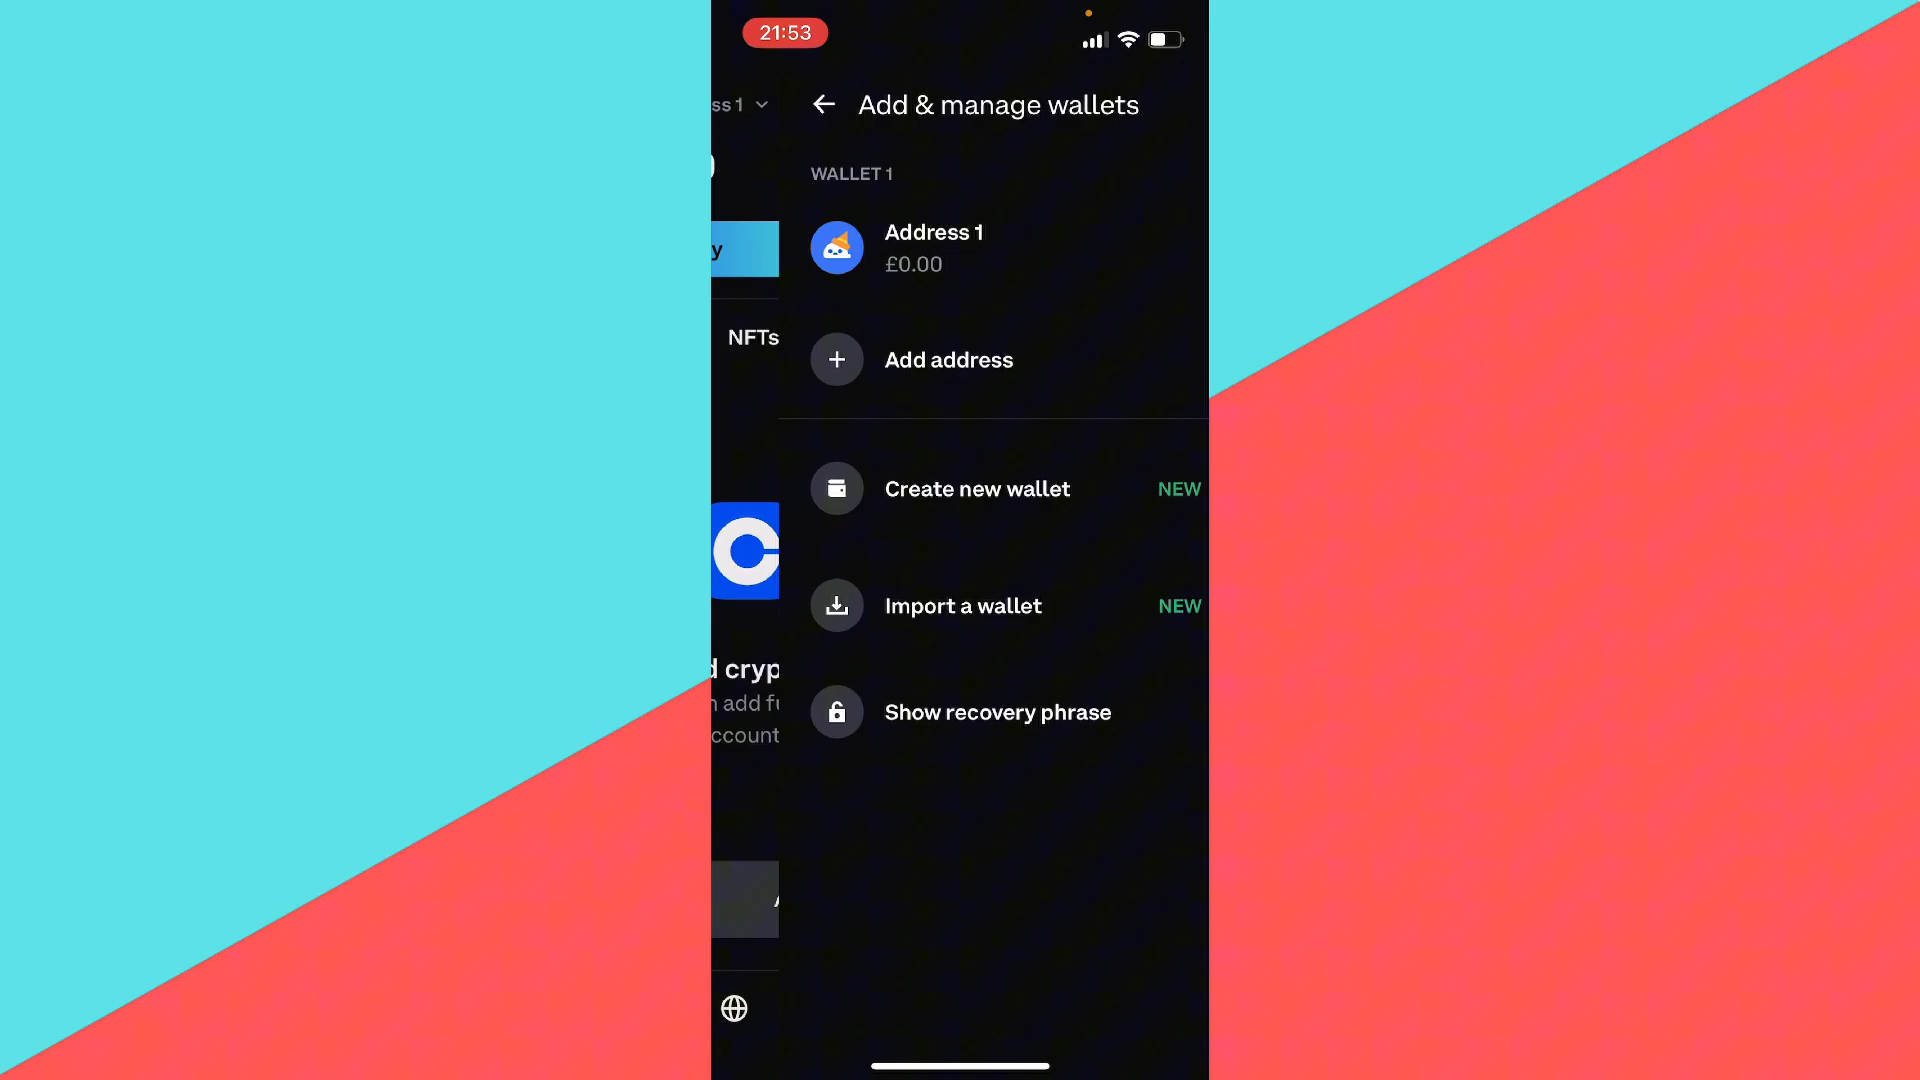 21:53
ss 1
Add & manage wallets
WALLET 1
Address 1
£0.00
y
NFTs
Add address
Create new wallet NEW
Import a wallet NEW
d cryp
n add fu
ccount
Show recovery phrase